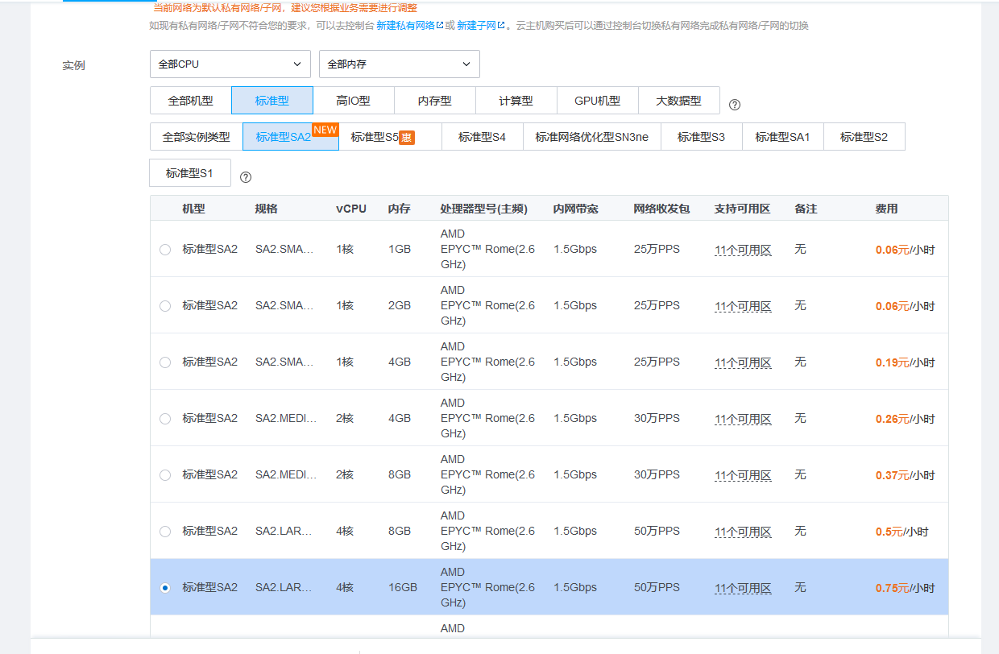 当前网络为默认私有网络/子网，建议您根据业务需要进行调整
如现有私有网络/子网不符合您的要求，可以去控制台 新建私有网络 或 新建子网 。云主机购买后可以通过控制台切换私有网络完成私有网络/子网的切换
实例 全部CPU 全部内存
全部机型 标准型 高IO型 内存型 计算型 GPU机型 大数据型 ?
全部实例类型 标准型SA2 NEW 标准型S5 惠 标准型S4 标准网络优化型SN3ne 标准型S3 标准型SA1 标准型S2
标准型S1 ?
机型 规格 vCPU 内存 处理器型号(主频) 内网带宽 网络收发包 支持可用区 备注 费用
AMD
标准型SA2 SA2.SMA... 1核 1GB EPYC™ Rome(2.6 1.5Gbps 25万PPS 11个可用区 无 0.06元/小时
GHz)
AMD
标准型SA2 SA2.SMA... 1核 2GB EPYC™ Rome(2.6 1.5Gbps 25万PPS 11个可用区 无 0.06元/小时
GHz)
AMD
标准型SA2 SA2.SMA... 1核 4GB EPYC™ Rome(2.6 1.5Gbps 25万PPS 11个可用区 无 0.19元/小时
GHz)
AMD
标准型SA2 SA2.MEDI... 2核 4GB EPYC™ Rome(2.6 1.5Gbps 30万PPS 11个可用区 无 0.26元/小时
GHz)
AMD
标准型SA2 SA2.MEDI... 2核 8GB EPYC™ Rome(2.6 1.5Gbps 30万PPS 11个可用区 无 0.37元/小时
GHz)
AMD
标准型SA2 SA2.LAR... 4核 8GB EPYC™ Rome(2.6 1.5Gbps 50万PPS 11个可用区 无 0.5元/小时
GHz)
AMD
标准型SA2 SA2.LAR... 4核 16GB EPYC™ Rome(2.6 1.5Gbps 50万PPS 11个可用区 无 0.75元/小时
GHz)
AMD